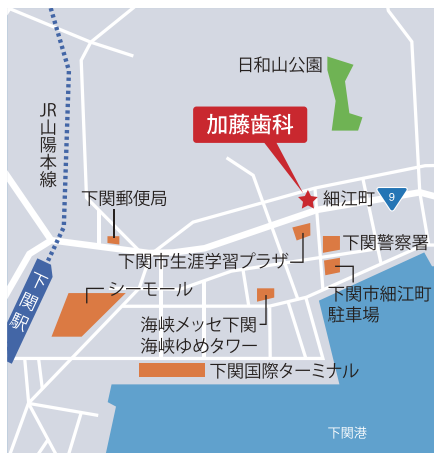 日和山公園
加藤歯科
JR山陽本線
細江町
9
下関郵便局
下関警察署
下関市生涯学習プラザ
シーモール
下関市細江町
駐車場
下関駅
海峡メッセ下関
海峡ゆめタワー
下関国際ターミナル
下関港